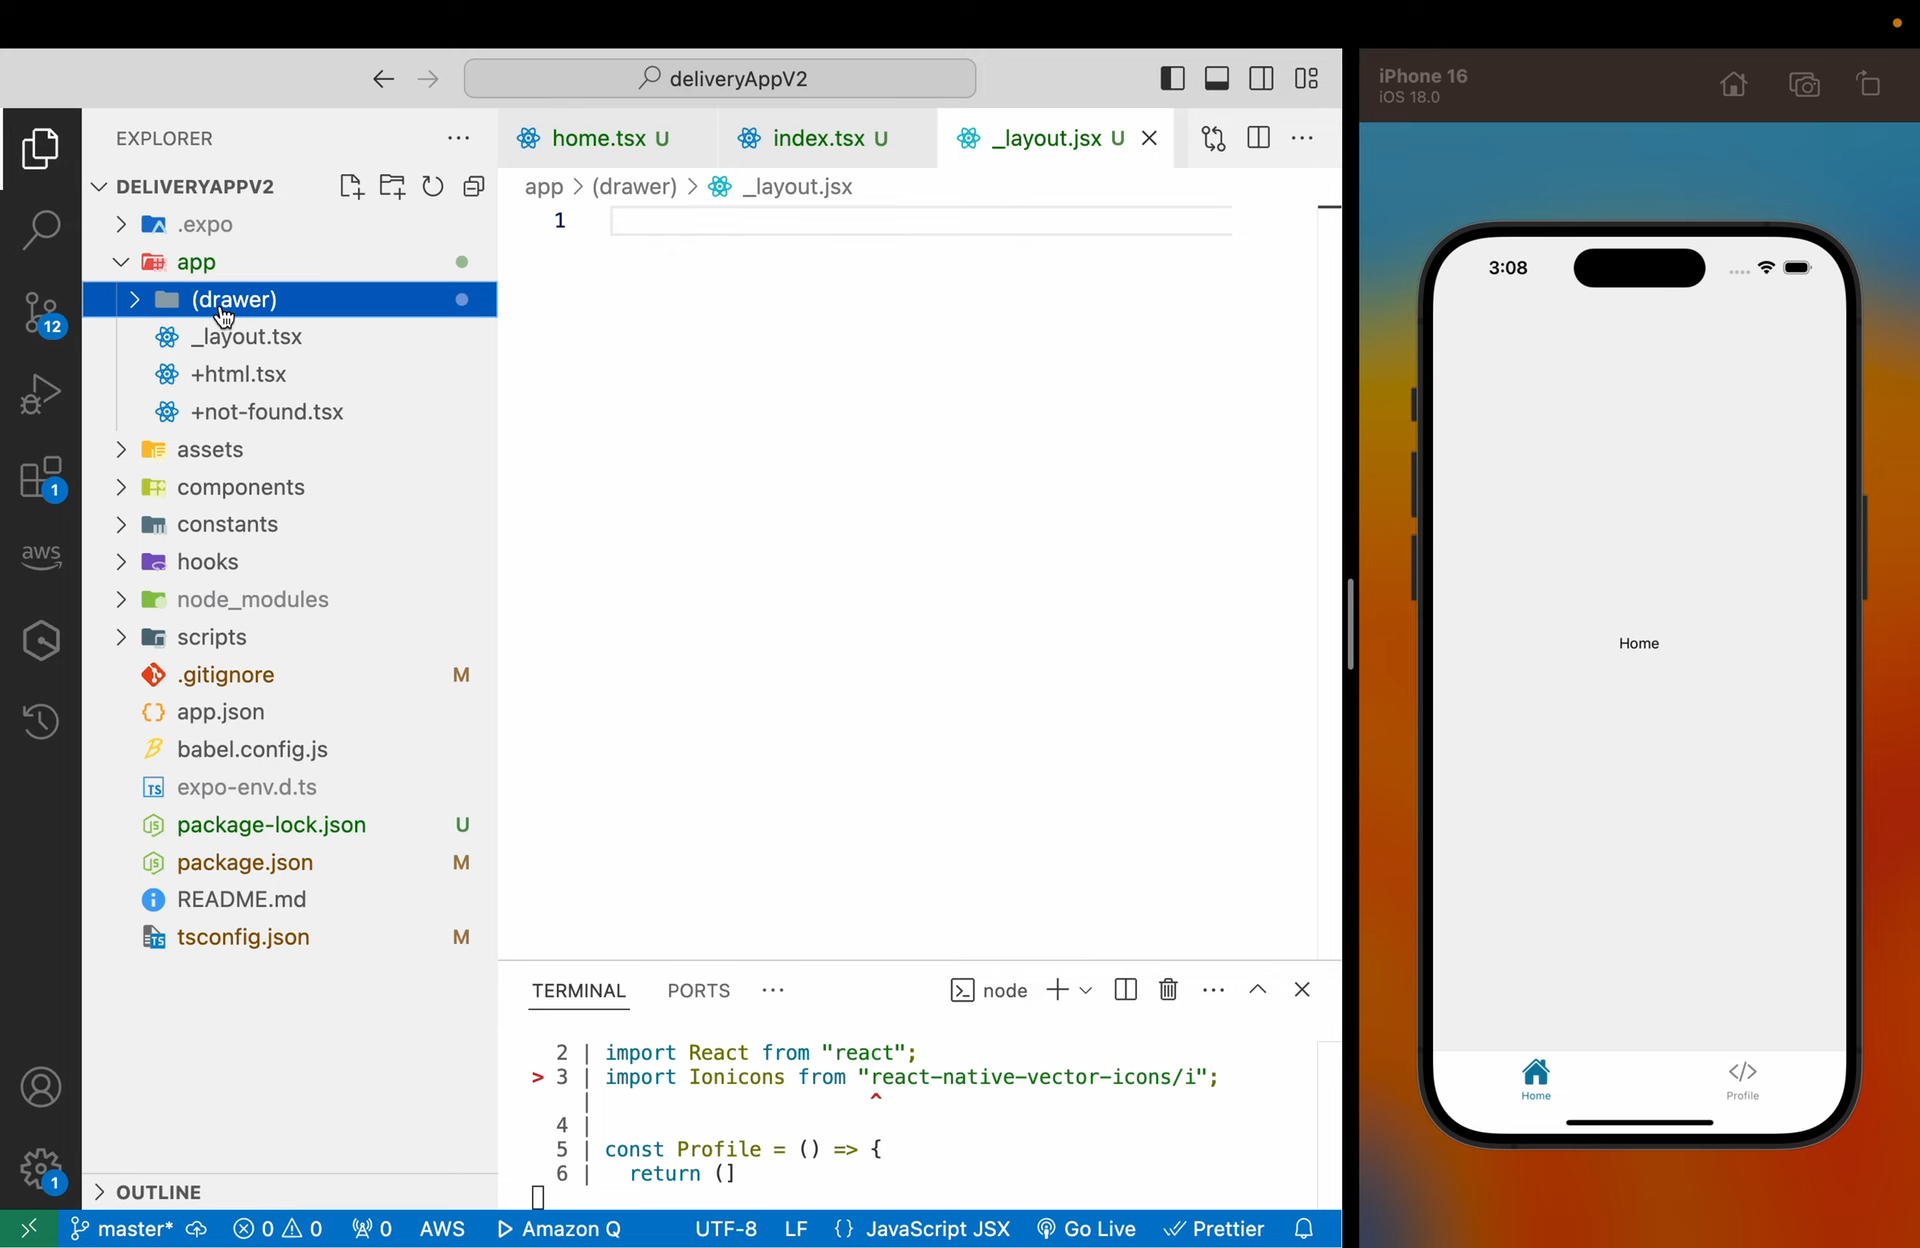 deliveryAppV2
iPhone 16
iOS 18.0
EXPLORER
home.tsx U
index.tsx U
_layout.jsx U
DELIVERYAPPV2
app > (drawer) > _layout.jsx
.expo
app
(drawer)
_layout.tsx
+html.tsx
+not-found.tsx
assets
components
constants
hooks
node_modules
scripts
.gitignore M
app.json
babel.config.js
expo-env.d.ts
package-lock.json U
package.json M
README.md
tsconfig.json M
OUTLINE
12
1
aws
1
1
TERMINAL PORTS
node
2 | import React from "react";
> 3 | import Ionicons from "react-native-vector-icons/i";
| ^
4 |
5 | const Profile = () => {
6 | return (]
3:08
Home
Home
Profile
master* 0 0 0 AWS Amazon Q UTF-8 LF {} JavaScript JSX Go Live Prettier